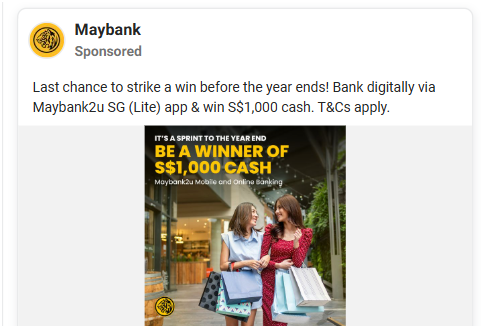 Maybank
Sponsored
Last chance to strike a win before the year ends! Bank digitally via
Maybank2u SG (Lite) app & win S$1,000 cash. T&Cs apply.
IT'S A SPRINT TO THE YEAR END
BE A WINNER OF
S$1,000 CASH
Maybank2u Mobile and Online Banking